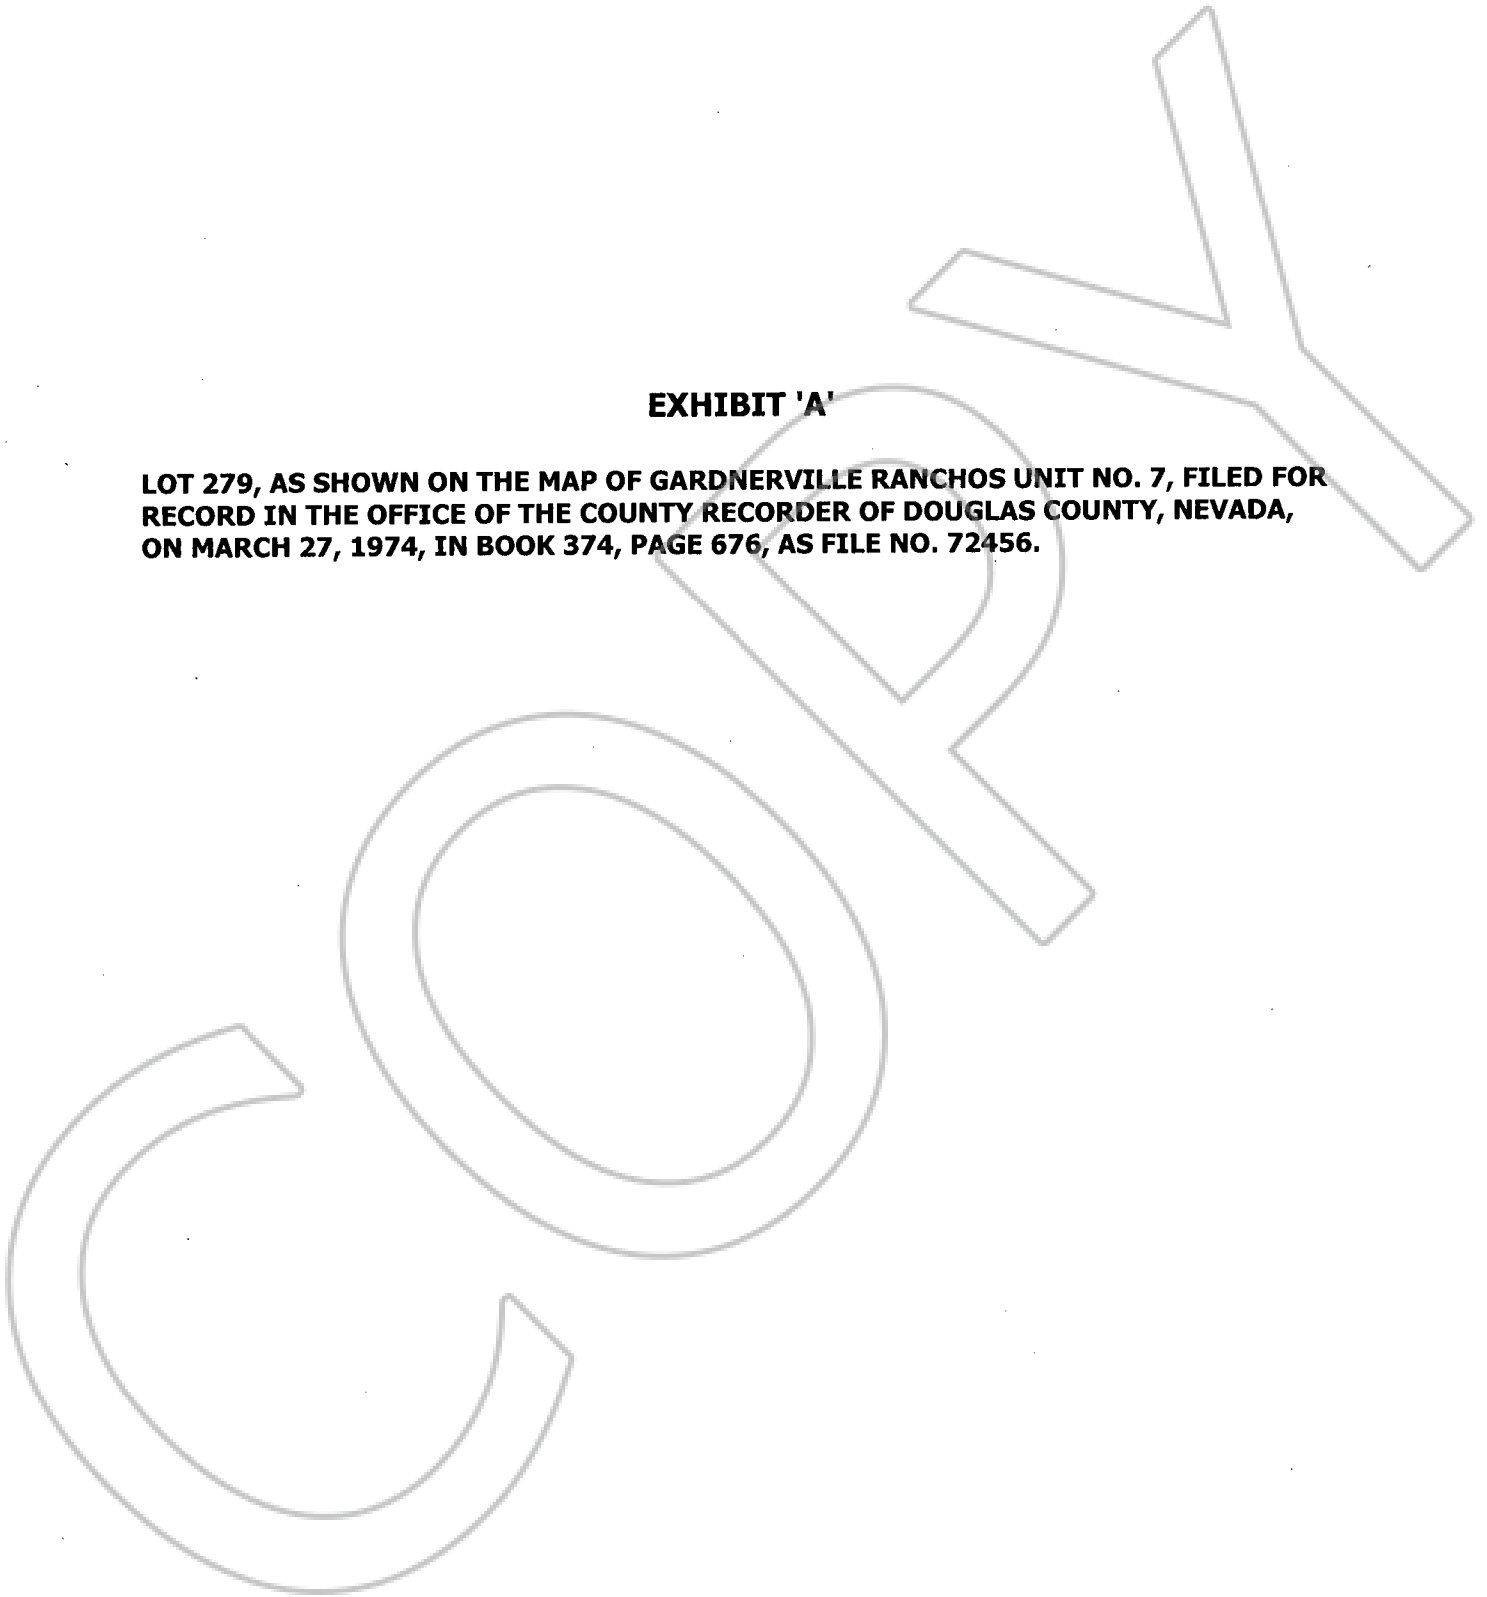 EXHIBIT 'A'
LOT 279, AS SHOWN ON THE MAP OF GARDNERVILLE RANCHOS UNIT NO. 7, FILED FOR
RECORD IN THE OFFICE OF THE COUNTY RECORDER OF DOUGLAS COUNTY, NEVADA,
ON MARCH 27, 1974, IN BOOK 374, PAGE 676, AS FILE NO. 72456.
COPY